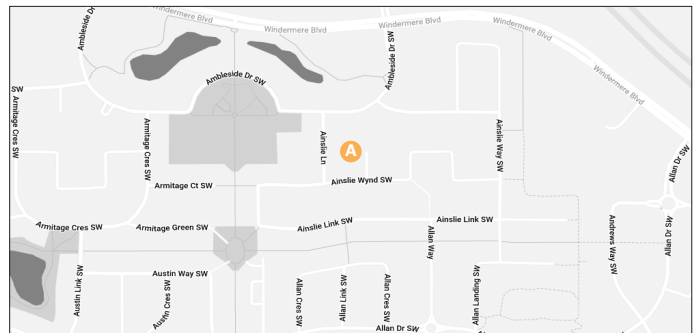 Windermere Blvd
Windermere Blvd
Windermere Blvd
Windermere Blvd
Ambleside Dr
Ambleside Dr SW
Ambleside Dr SW
SW
Armitage Cres SW
Armitage Cres SW
Ainslie Ln
A
Ainslie Way SW
Allan Dr SW
Armitage Ct SW
Ainslie Wynd SW
Armitage Cres SW
Armitage Green SW
Ainslie Link SW
Ainslie Link SW
Allan Way
Andrews Way SW
Allan Dr SW
Austin Link SW
Austin Way SW
Austin Cres SW
Allan Cres SW
Allan Link SW
Allan Cres SW
Allan Landing SW
Allan Dr SW